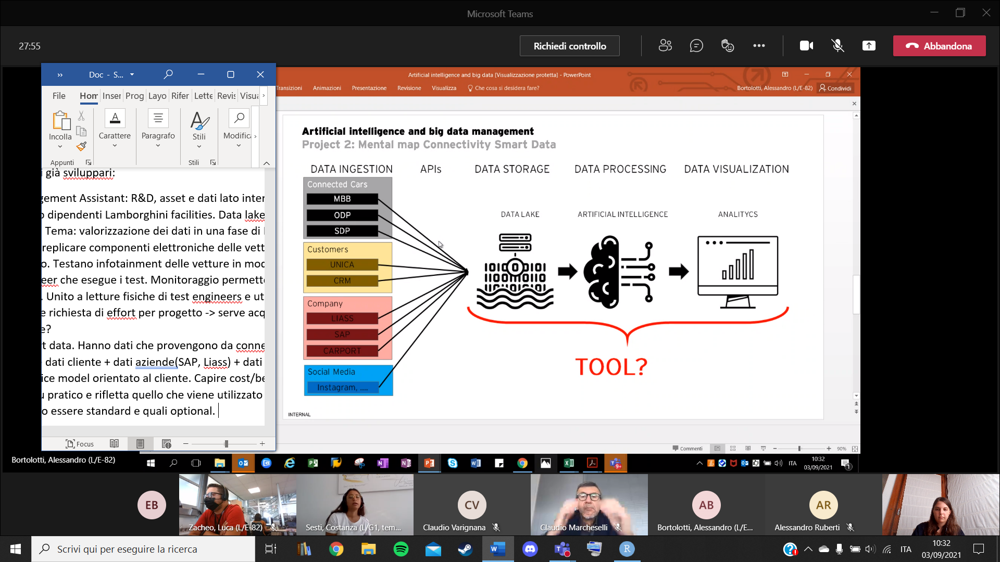 Microsoft Teams
27:55
Richiedi controllo
Abbandona
Doc - S...
File Hom Inser Prog Layo Rifer Lette Revis Visua
Incolla
Carattere
Paragrafo
Stili
Modifica
Appunti
Stili
i già sviluppari:
gement Assistant: R&D, asset e dati lato inter
dipendenti Lamborghini facilities. Data lake
Tema: valorizzazione dei dati in una fase di
replicare componenti elettroniche delle vett
o. Testano infotainment delle vetture in mod
eer che esegue i test. Monitoraggio permette
. Unito a letture fisiche di test engineers e ut
e richiesta di effort per progetto -> serve acq
e?
t data. Hanno dati che provengono da conne
dati cliente + dati aziende(SAP, Liass) + dati
ice model orientato al cliente. Capire cost/be
pratico e rifletta quello che viene utilizzato
o essere standard e quali optional.
Focus
Artificial intelligence and big data [Visualizzazione protetta] - PowerPoint
Transizioni Animazioni Presentazione Revisione Visualizza Che cosa si desidera fare?
Bortolotti, Alessandro (L/E-82) Condividi
Artificial intelligence and big data management
Project 2: Mental map Connectivity Smart Data
DATA INGESTION APIs DATA STORAGE DATA PROCESSING DATA VISUALIZATION
Connected Cars
MBB
ODP
SDP
Customers
UNICA
CRM
Company
LIASS
SAP
CARPORT
Social Media
Instagram, ....
DATA LAKE
ARTIFICIAL INTELLIGENCE
ANALITYCS
TOOL?
INTERNAL
Commenti
90%
Bortolotti, Alessandro (L/E-82)
ITA
10:32
03/09/2021
EB
Zacheo, Luca (L/E-82)
Sesti, Costanza (L/G1, tem...
CV
Claudio Varignana
Claudio Marcheselli
AB
Bortolotti, Alessandro (L/E...
AR
Alessandro Ruberti
Scrivi qui per eseguire la ricerca
ITA
10:32
03/09/2021